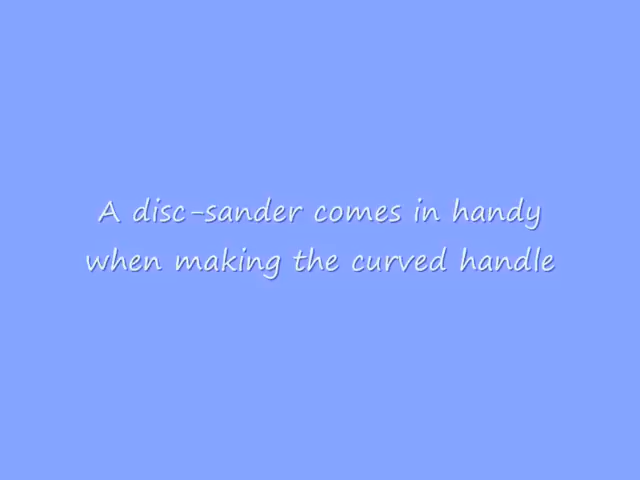 A disc-sander comes in handy
when making the curved handle